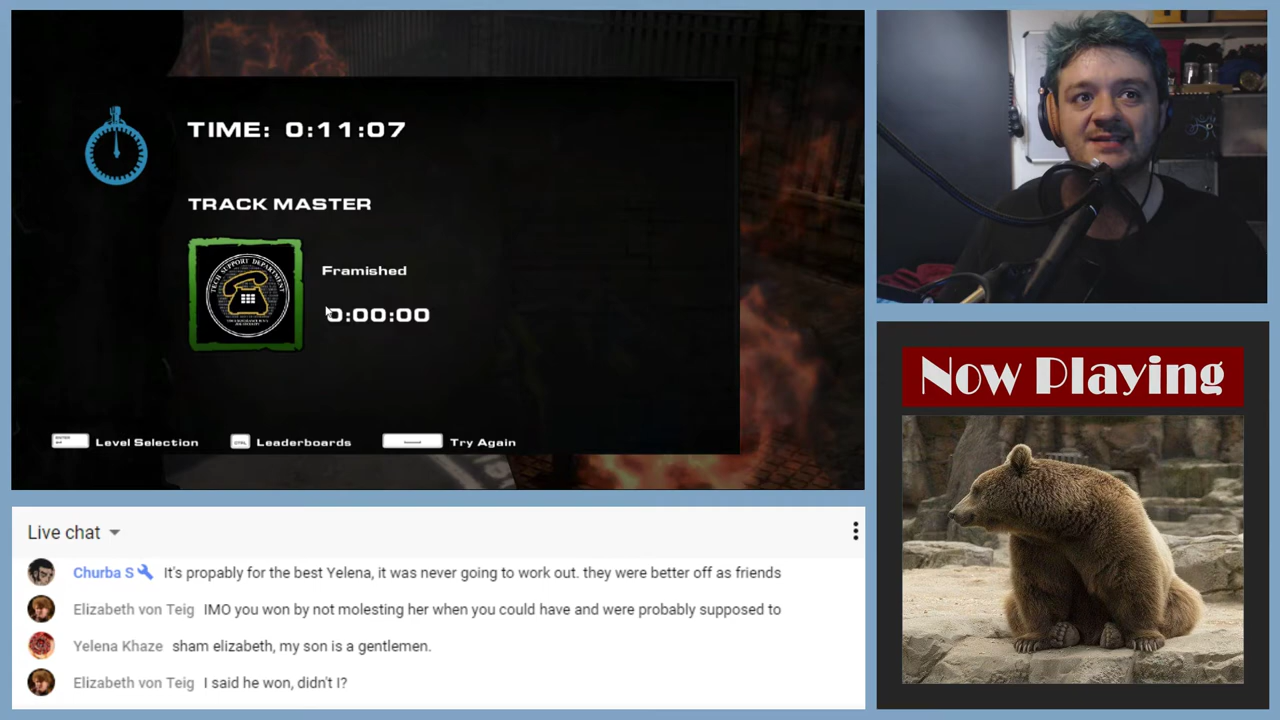 TIME: 0:11:07
TRACK MASTER
TECH SUPPORT DEPARTMENT
Framished
0:00:00
Level Selection
Leaderboards
Try Again
Now Playing
Live chat
Churba S It's propably for the best Yelena, it was never going to work out. they were better off as friends
Elizabeth von Teig IMO you won by not molesting her when you could have and were probably supposed to
Yelena Khaze sham elizabeth, my son is a gentlemen.
Elizabeth von Teig I said he won, didn't I?